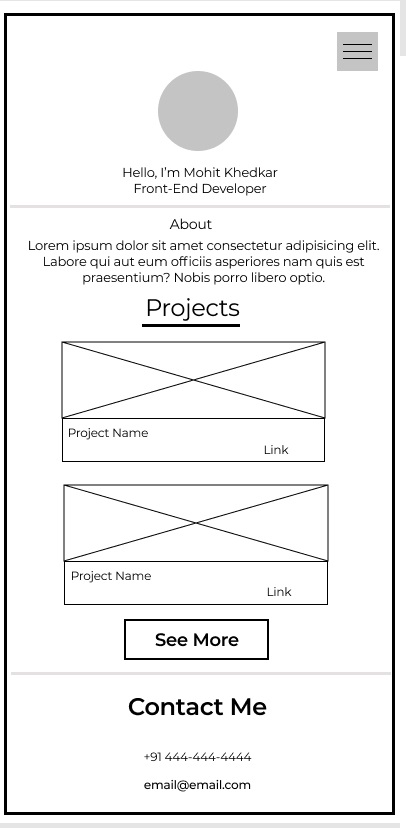 Hello, I'm Mohit Khedkar
Front-End Developer
About
Lorem ipsum dolor sit amet consectetur adipisicing elit.
Labore qui aut eum officiis asperiores nam quis est
praesentium? Nobis porro libero optio.
Projects
Project Name
Link
Project Name
Link
See More
Contact Me
+91 444-444-4444
email@email.com